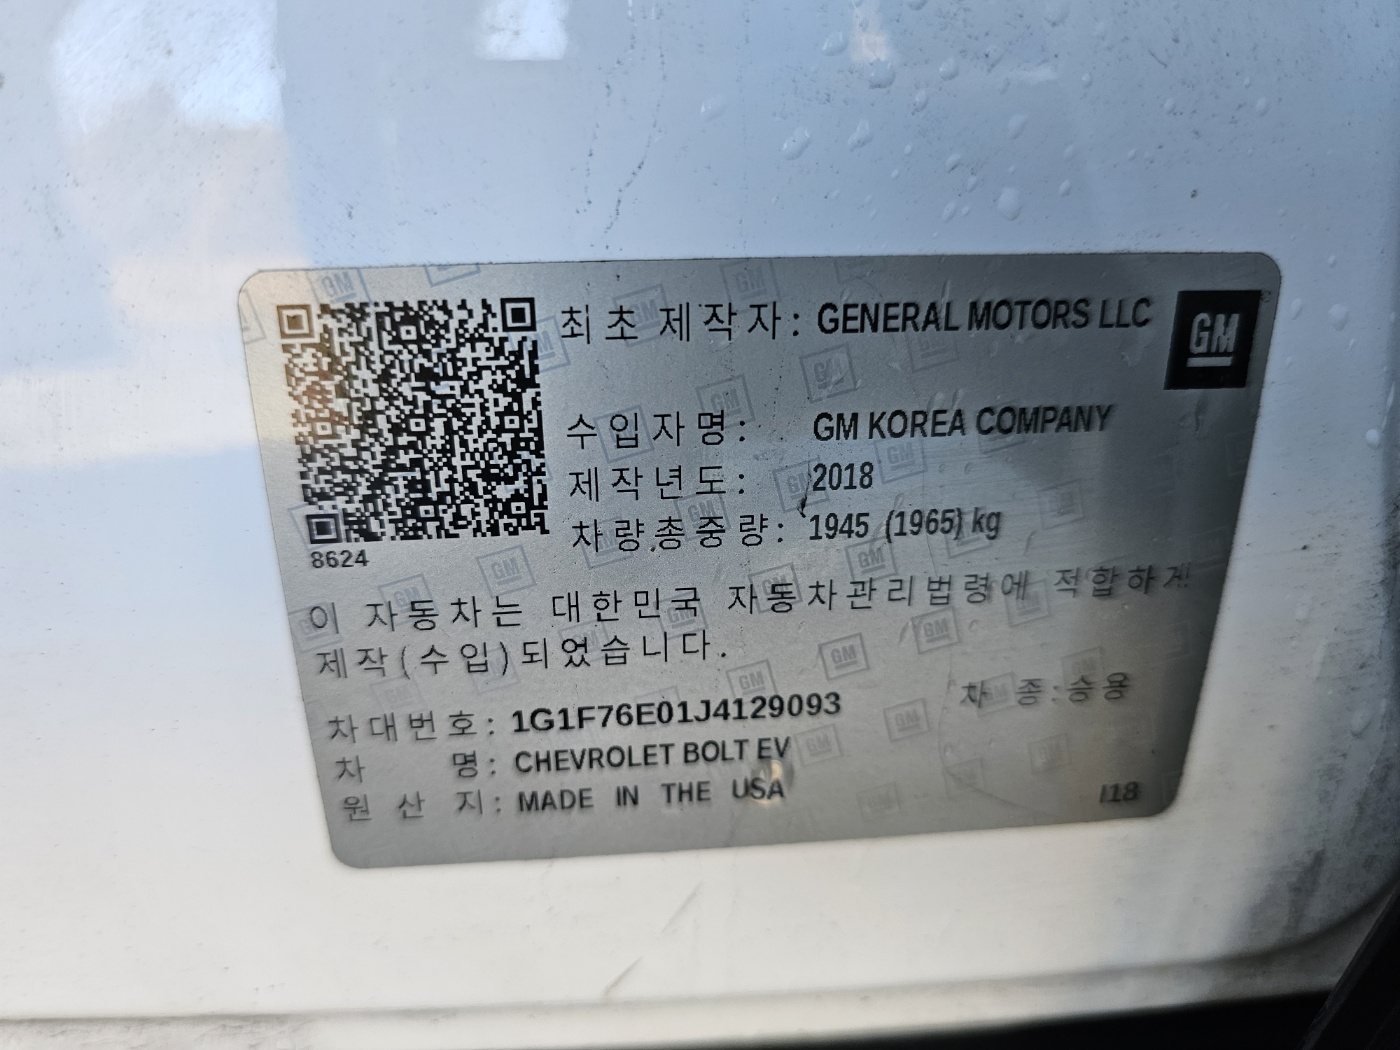 최초 제작자: GENERAL MOTORS LLC
GM
수입자명: GM KOREA COMPANY
제작년도: 2018
차량총중량: 1945 (1965) kg
8624
이 자동차는 대한민국 자동차관리법령에 적합하게
제작(수입)되었습니다.
차대번호: 1G1F76E01J4129093 차 종:승용
차 명: CHEVROLET BOLT EV
원 산 지: MADE IN THE USA
I18